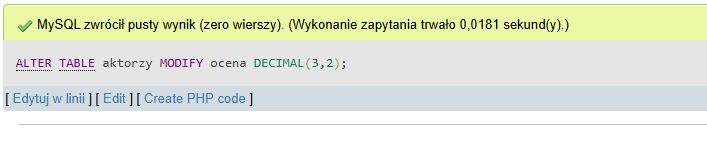 MySQL zwrócił pusty wynik (zero wierszy). (Wykonanie zapytania trwało 0,0181 sekund(y).)
ALTER TABLE aktorzy MODIFY ocena DECIMAL(3,2);
[ Edytuj w linii ] [ Edit ] [ Create PHP code ]